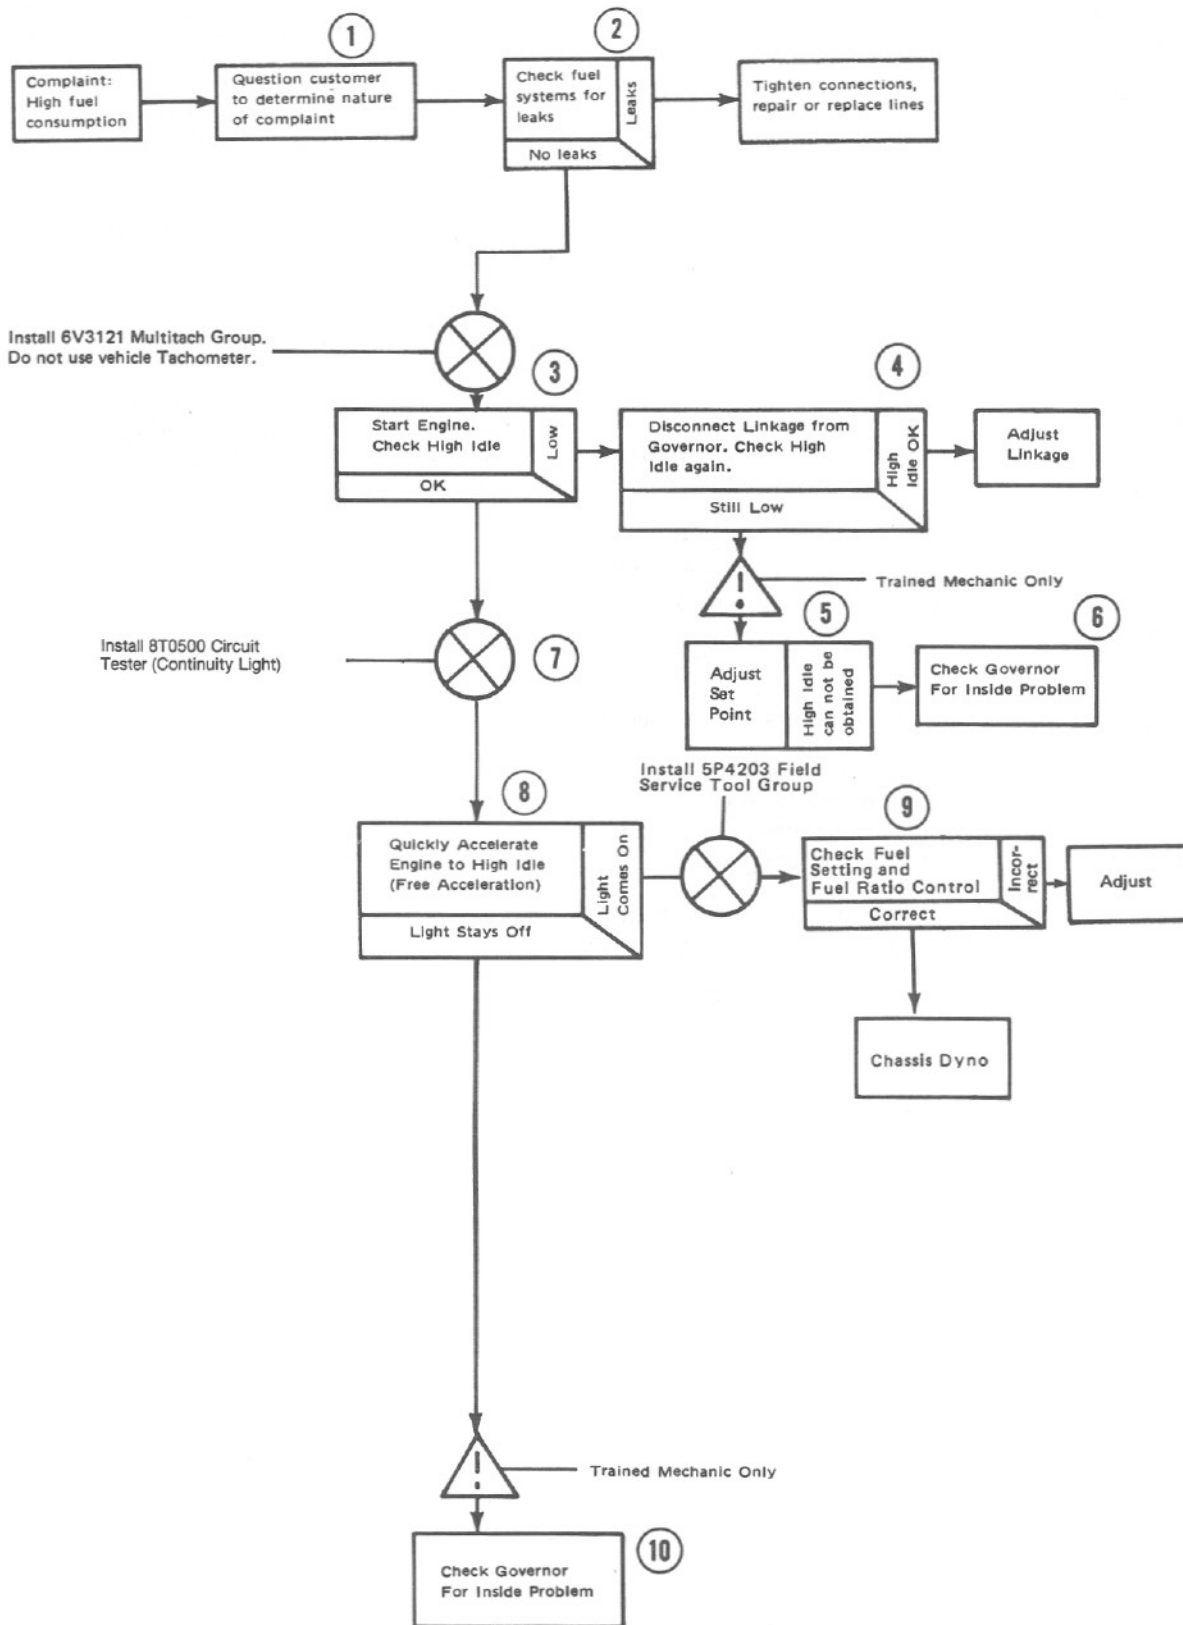 1
2
Complaint:
High fuel
consumption
Question customer
to determine nature
of complaint
Check fuel
systems for
leaks
Leaks
No leaks
Tighten connections,
repair or replace lines
Install 6V3121 Multitach Group.
Do not use vehicle Tachometer.
3
4
Start Engine.
Check High Idle
Low
OK
Disconnect Linkage from
Governor. Check High
Idle again.
High
Idle OK
Still Low
Adjust
Linkage
Trained Mechanic Only
5
6
Adjust
Set
Point
High Idle
can not be
obtained
Check Governor
For Inside Problem
Install 8T0500 Circuit
Tester (Continuity Light)
7
Install 5P4203 Field
Service Tool Group
8
9
Quickly Accelerate
Engine to High Idle
(Free Acceleration)
Light
Comes On
Light Stays Off
Check Fuel
Setting and
Fuel Ratio Control
Incor-
rect
Correct
Adjust
Chassis Dyno
Trained Mechanic Only
10
Check Governor
For Inside Problem